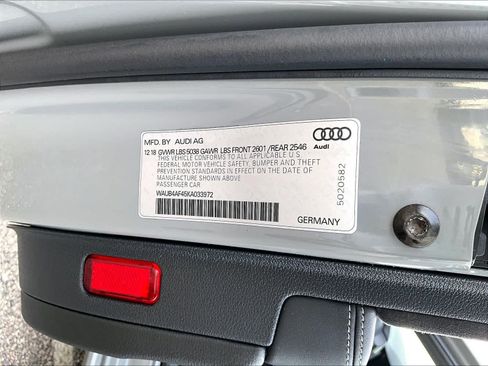 MFD. BY AUDI AG
12 18 GVWR LBS 5038 GAWR LBS FRONT 2601 /REAR 2546
THIS VEHICLE CONFORMS TO ALL APPLICABLE U.S
FEDERAL MOTOR VEHICLE SAFETY, BUMPER AND THEFT
PREVENTION STANDARDS IN EFFECT ON THE DATE OF
MANUFACTURE SHOWN ABOVE
PASSENGER CAR
WAUB4AF45KA033972
GERMANY
Audi
5020582